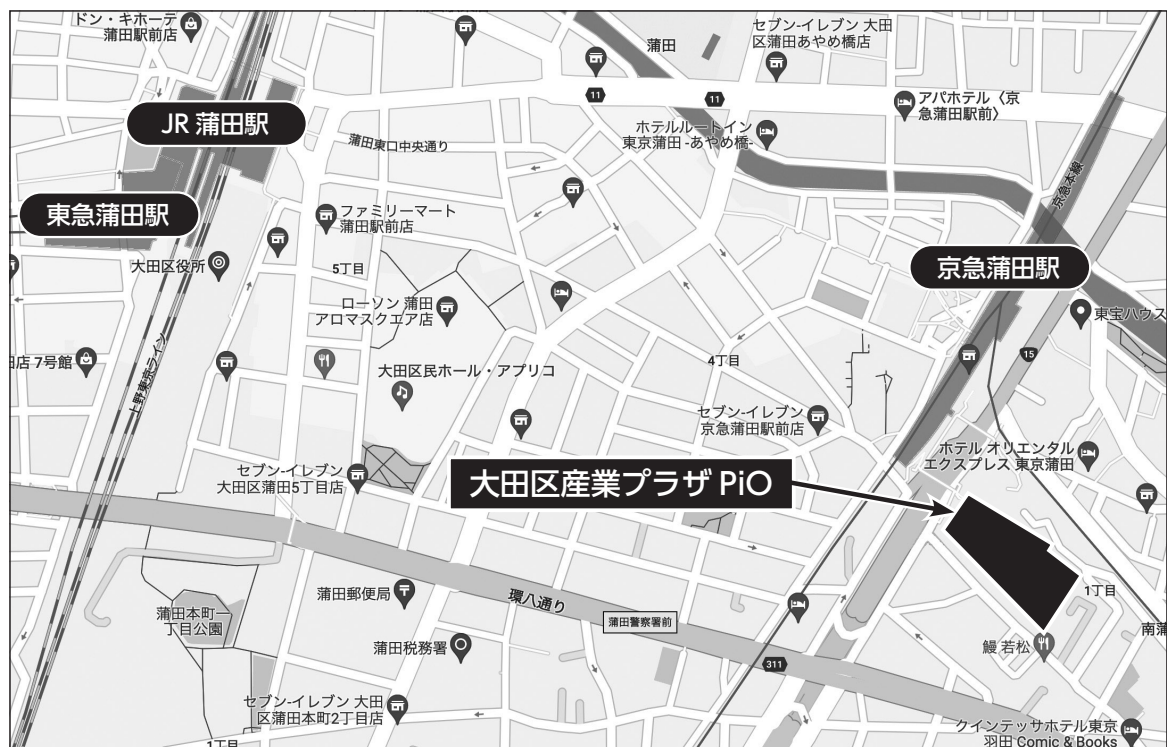 ドン・キホーテ
蒲田駅前店
蒲田
セブン-イレブン 大田
区蒲田あやめ橋店
11
11
アパホテル〈京
急蒲田駅前〉
JR 蒲田駅
蒲田東口中央通り
ホテルルートイン
東京蒲田 -あやめ橋-
京急本線
東急蒲田駅
ファミリーマート
蒲田駅前店
大田区役所
5丁目
京急蒲田駅
ローソン 蒲田
アロマスクエア店
東宝ハウス
15
田店 7号館
上野東京ライン
大田区民ホール・アプリコ
4丁目
セブン-イレブン
京急蒲田駅前店
ホテル オリエンタル
エクスプレス 東京蒲田
セブン-イレブン
大田区蒲田5丁目店
大田区産業プラザ PiO
蒲田郵便局
環八通り
1丁目
蒲田本町一
丁目公園
蒲田警察署前
南蒲
蒲田税務署
311
鰻 若松
セブン-イレブン 大田
区蒲田本町2丁目店
1丁目
クインテッサホテル東京
羽田 Comic & Books